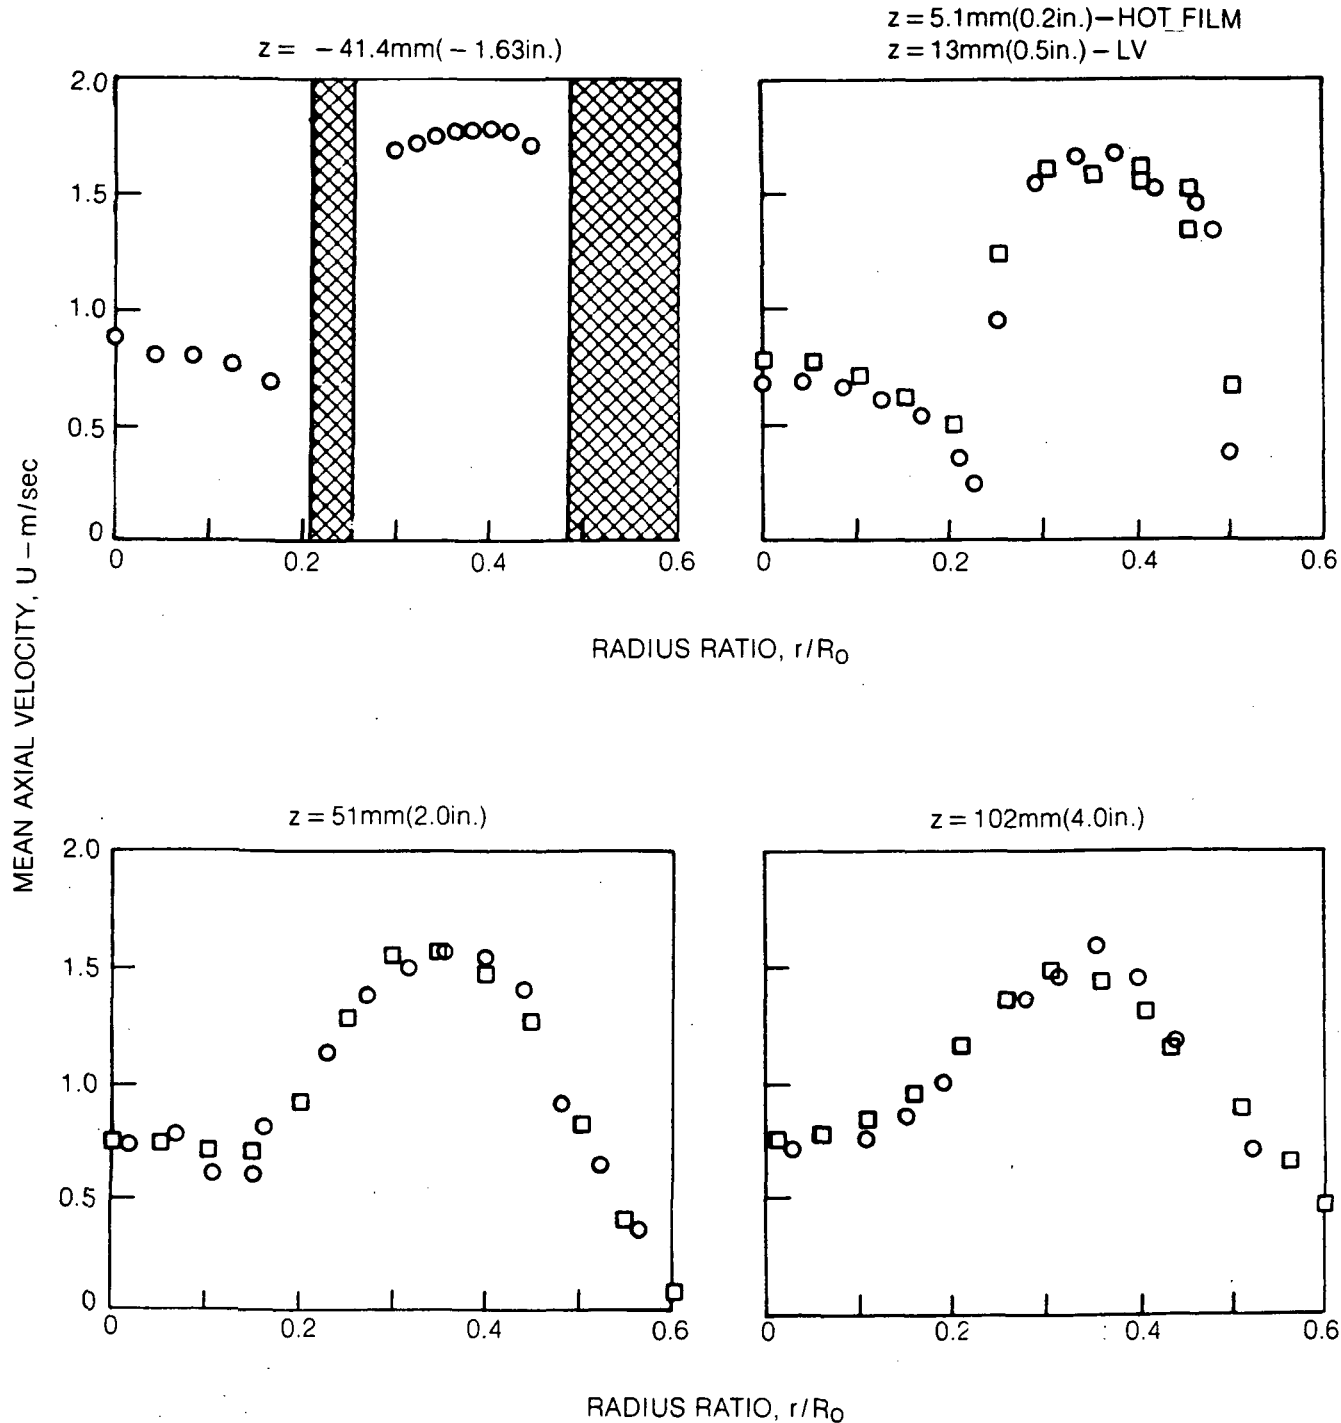 z = 5.1mm(0.2in.) – HOT_FILM
z = – 41.4mm( – 1.63in.)
z = 13mm(0.5in.) – LV
2.0
1.5
1.0
0.5
0
0 0.2 0.4 0.6
0 0.2 0.4 0.6
RADIUS RATIO, r/R₀
MEAN AXIAL VELOCITY, U – m/sec
z = 51mm(2.0in.)
z = 102mm(4.0in.)
2.0
1.5
1.0
0.5
0
0 0.2 0.4 0.6
0 0.2 0.4 0.6
RADIUS RATIO, r/R₀